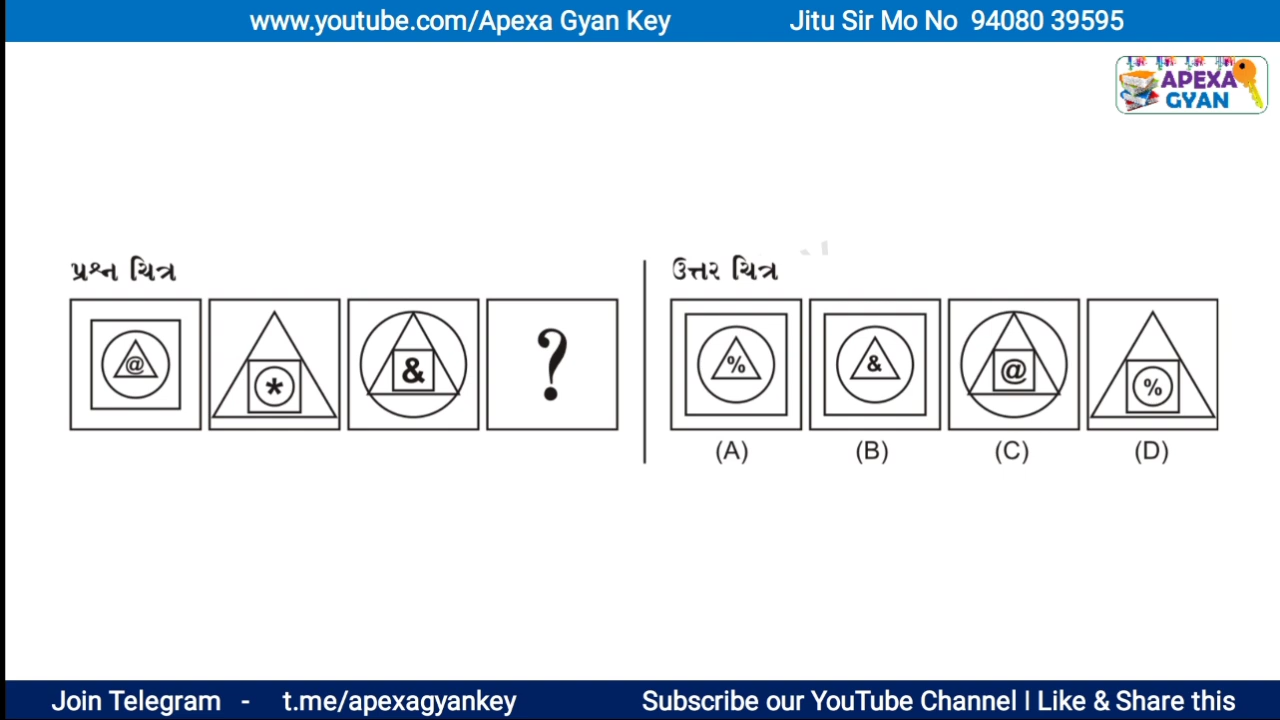 www.youtube.com/Apexa Gyan Key Jitu Sir Mo No 94080 39595
APEXA
GYAN
પ્રશ્ન ચિત્ર ઉત્તર ચિત્ર
@ * & ? % & @ %
(A) (B) (C) (D)
Join Telegram - t.me/apexagyankey Subscribe our YouTube Channel | Like & Share this